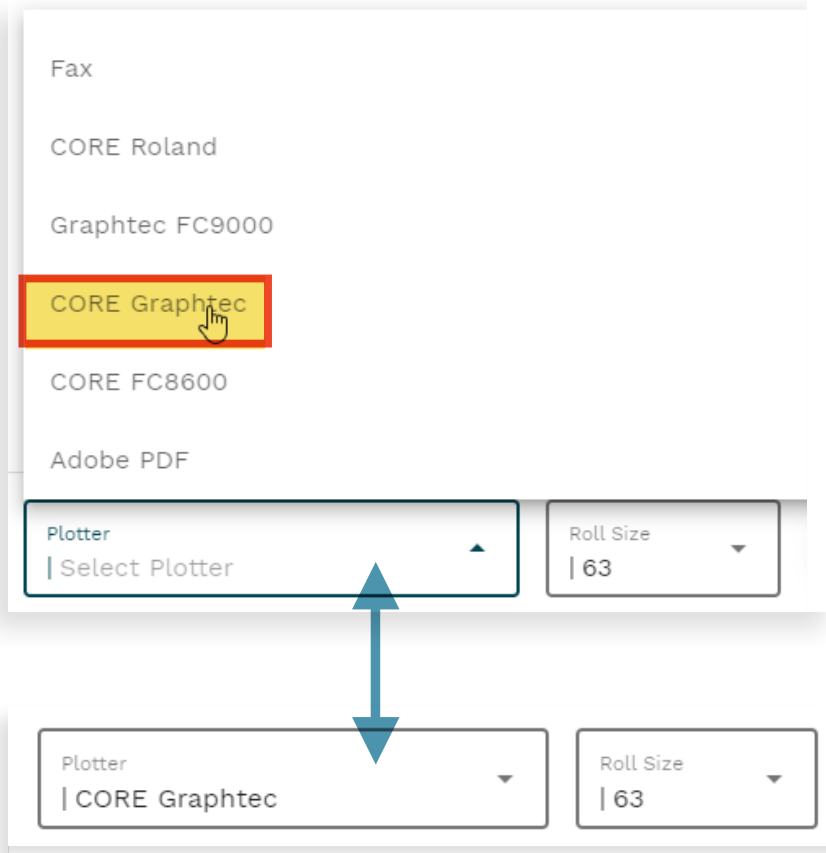 Fax
CORE Roland
Graphtec FC9000
CORE Graphtec
CORE FC8600
Adobe PDF
Plotter
Select Plotter
Roll Size
63
Plotter
CORE Graphtec
Roll Size
63